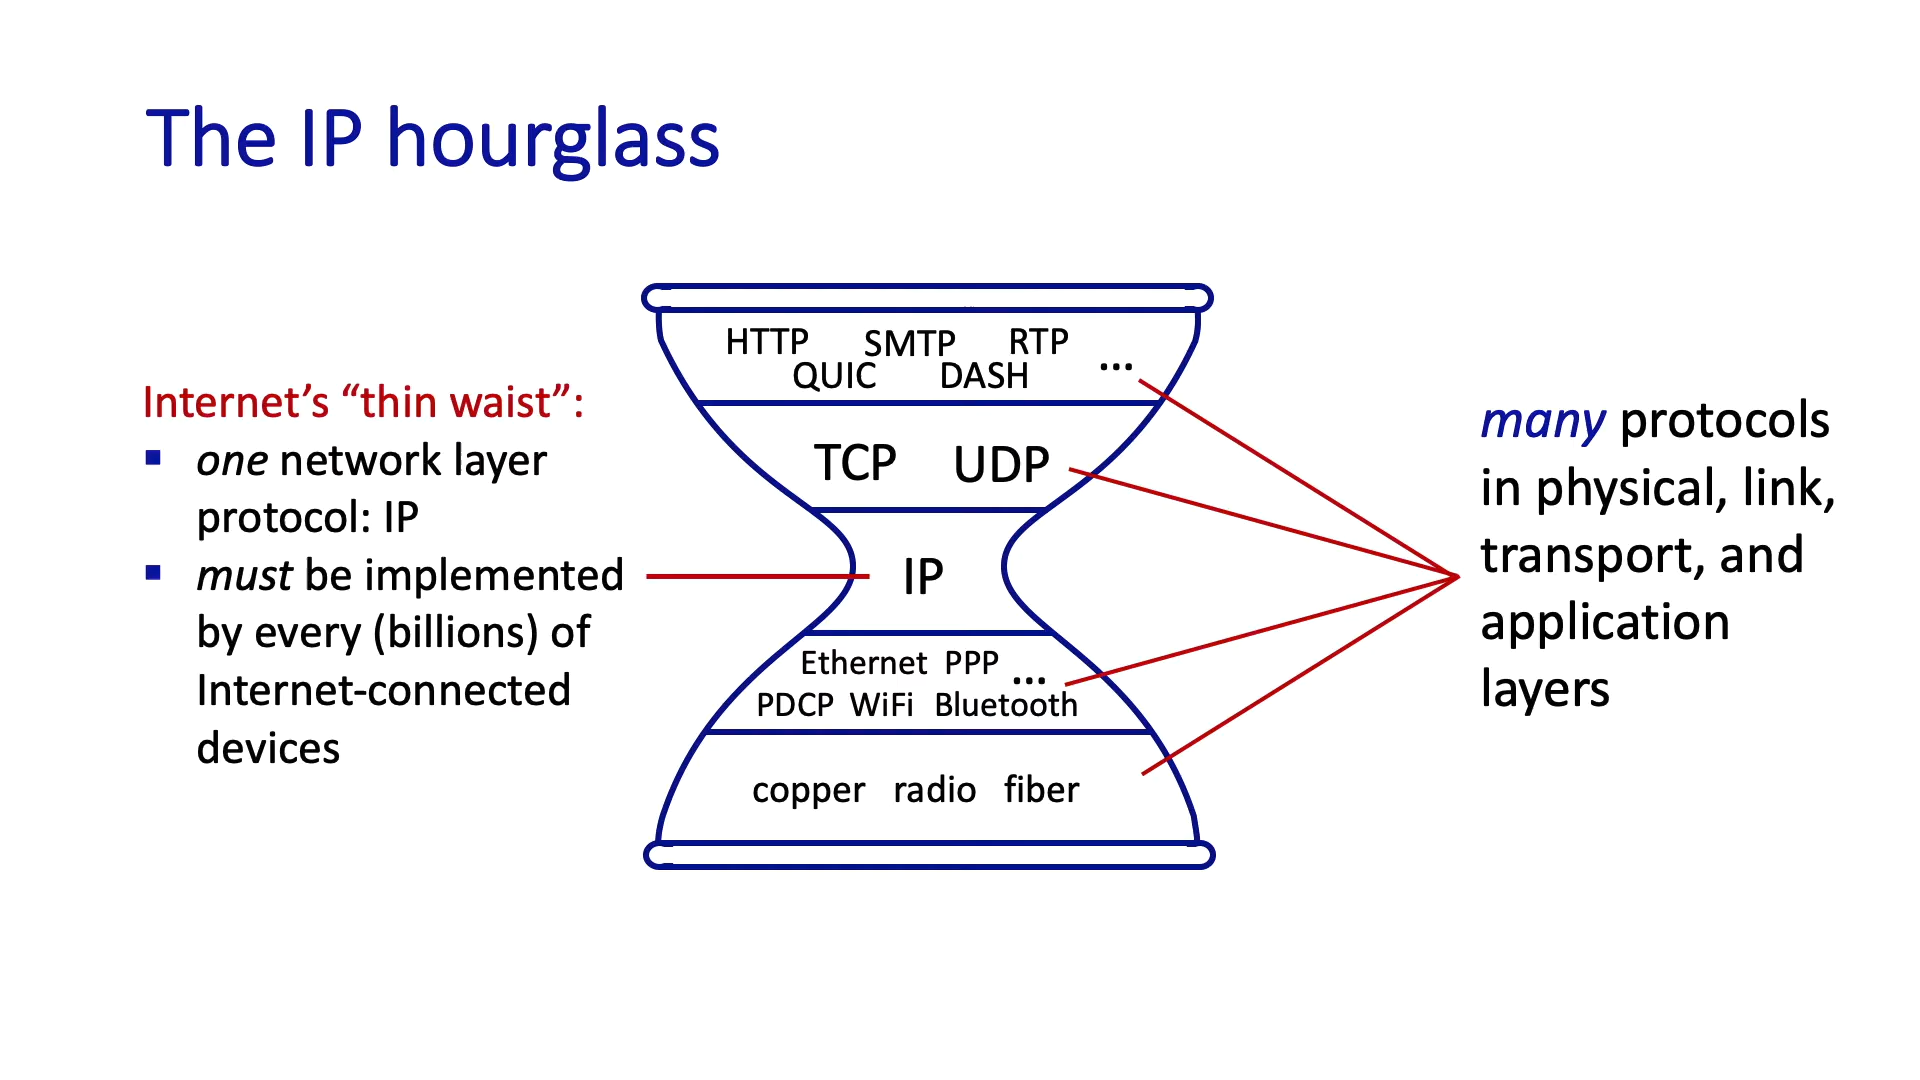 The IP hourglass
Internet’s “thin waist”:
▪ one network layer
protocol: IP
▪ must be implemented
by every (billions) of
Internet-connected
devices
HTTP SMTP RTP
QUIC DASH ...
TCP UDP
IP
Ethernet PPP ...
PDCP WiFi Bluetooth
copper radio fiber
many protocols
in physical, link,
transport, and
application
layers